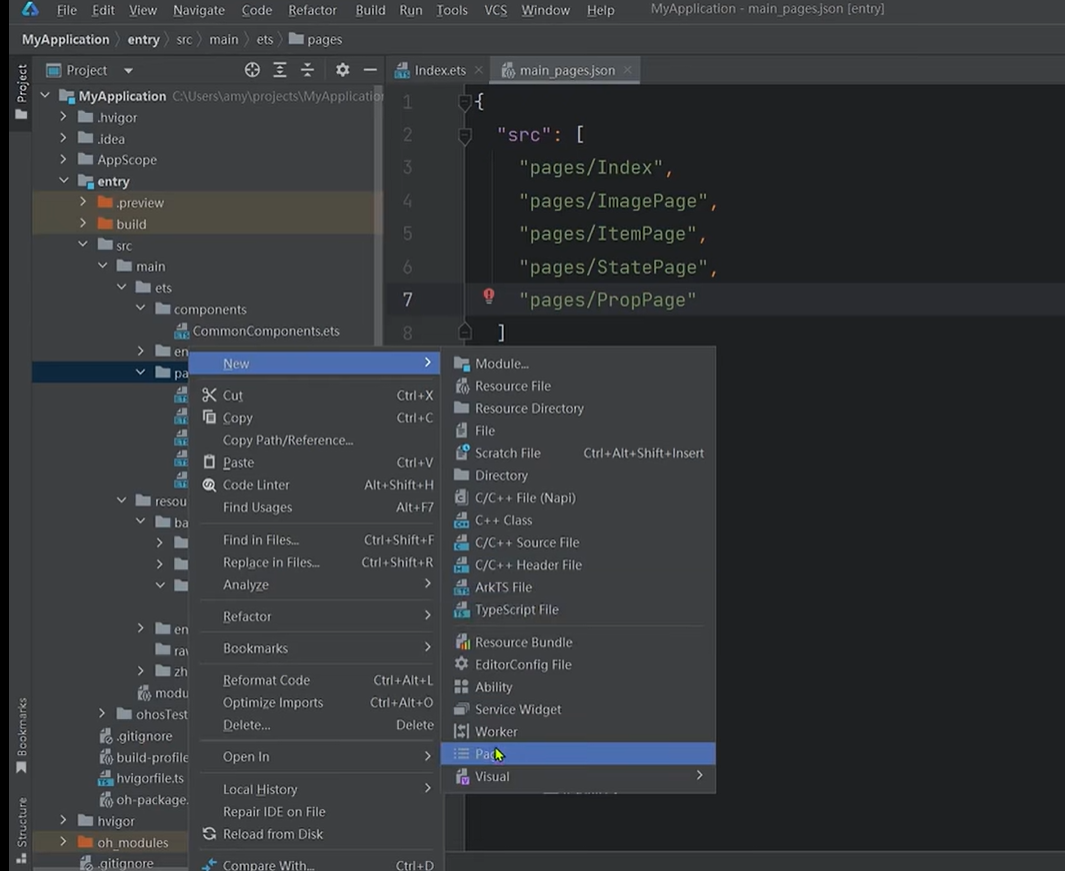 File Edit View Navigate Code Refactor Build Run Tools VCS Window Help MyApplication - main_pages.json [entry]
MyApplication entry src main ets pages
Project
Project
Index.ets
main_pages.json
MyApplication C:\Users\amy\projects\MyApplication
.hvigor
.idea
AppScope
entry
.preview
build
src
main
ets
components
CommonComponents.ets
en
pa
resou
ba
en
rav
zh
modu
ohosTest
.gitignore
build-profile
hvigorfile.ts
oh-package.
hvigor
oh_modules
.gitignore
Bookmarks
Structure
1 {
2 "src": [
3 "pages/Index",
4 "pages/ImagePage",
5 "pages/ItemPage",
6 "pages/StatePage",
7 "pages/PropPage"
8 ]
New
Cut Ctrl+X
Copy Ctrl+C
Copy Path/Reference...
Paste Ctrl+V
Code Linter Alt+Shift+H
Find Usages Alt+F7
Find in Files... Ctrl+Shift+F
Replace in Files... Ctrl+Shift+R
Analyze
Refactor
Bookmarks
Reformat Code Ctrl+Alt+L
Optimize Imports Ctrl+Alt+O
Delete... Delete
Open In
Local History
Repair IDE on File
Reload from Disk
Compare With... Ctrl+D
Module...
Resource File
Resource Directory
File
Scratch File Ctrl+Alt+Shift+Insert
Directory
C/C++ File (Napi)
C++ Class
C/C++ Source File
C/C++ Header File
ArkTS File
TypeScript File
Resource Bundle
EditorConfig File
Ability
Service Widget
Worker
Page
Visual